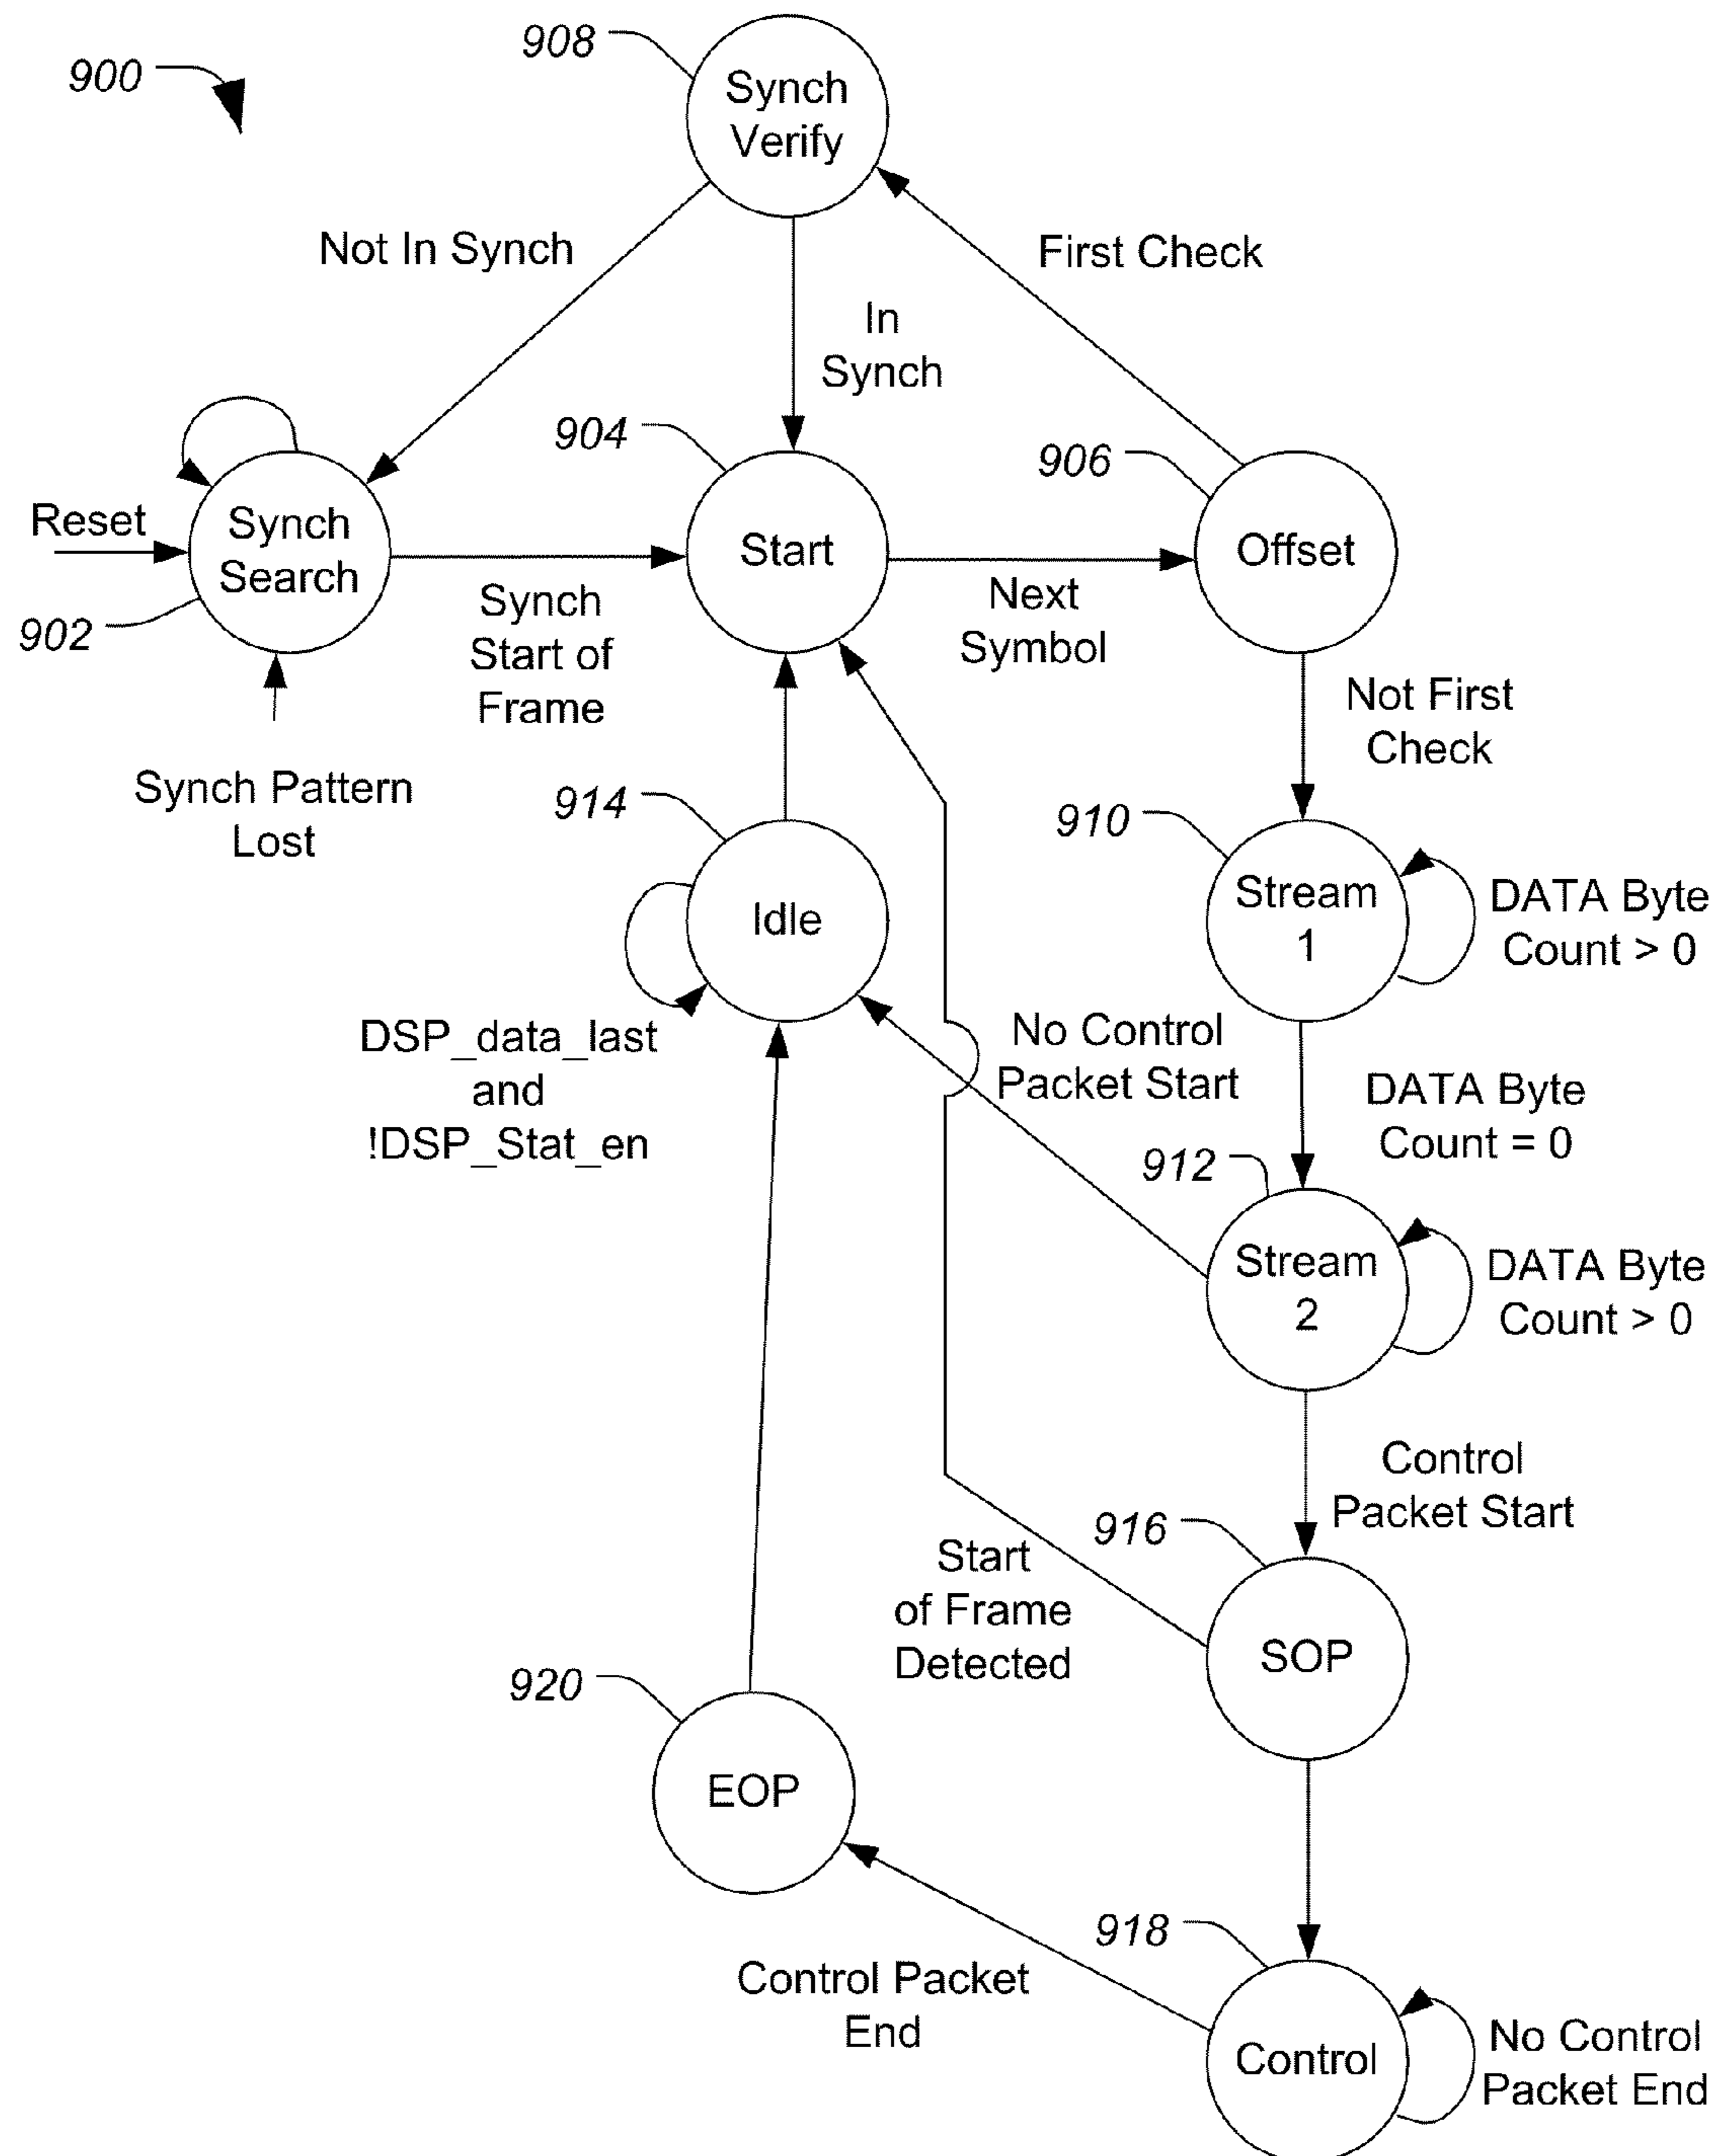 908
900
Synch
Verify
Not In Synch
First Check
In
Synch
904
906
Reset
Synch
Search
Start
Offset
902
Synch
Start of
Frame
Next
Symbol
Not First
Check
Synch Pattern
Lost
914
910
Idle
Stream
1
DATA Byte
Count > 0
DSP_data_last
and
!DSP_Stat_en
No Control
Packet Start
DATA Byte
Count = 0
912
Stream
2
DATA Byte
Count > 0
Control
Packet Start
916
Start
of Frame
Detected
SOP
920
EOP
918
Control Packet
End
Control
No Control
Packet End